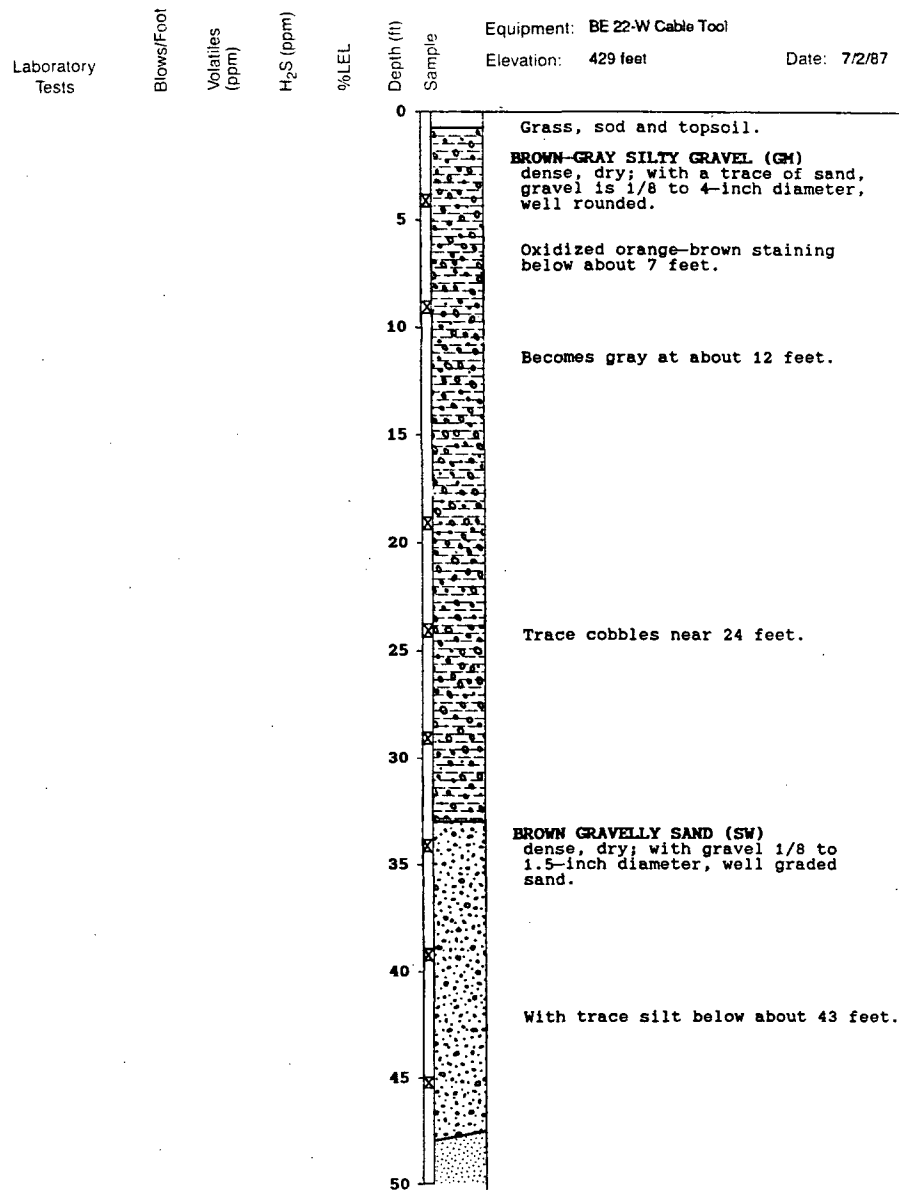 Equipment: BE 22-W Cable Tool
Elevation: 429 feet Date: 7/2/87
Laboratory Tests
Blows/Foot
Volatiles (ppm)
H₂S (ppm)
%LEL
Depth (ft)
Sample
0
Grass, sod and topsoil.
BROWN-GRAY SILTY GRAVEL (GM)
dense, dry; with a trace of sand,
gravel is 1/8 to 4-inch diameter,
well rounded.
5
Oxidized orange-brown staining
below about 7 feet.
10
Becomes gray at about 12 feet.
15
20
Trace cobbles near 24 feet.
25
30
BROWN GRAVELLY SAND (SW)
dense, dry; with gravel 1/8 to
1.5-inch diameter, well graded
sand.
35
40
With trace silt below about 43 feet.
45
50